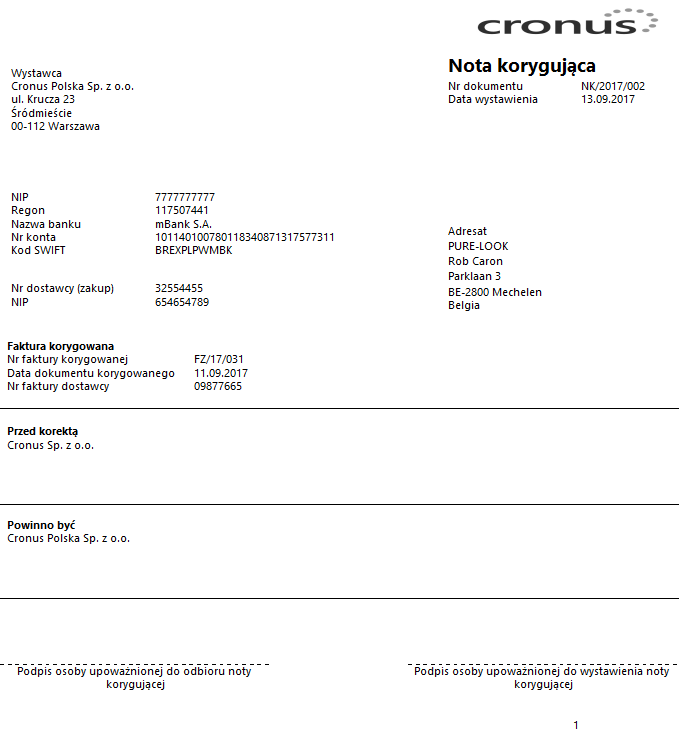 cronus
Nota korygująca
Nr dokumentu NK/2017/002
Data wystawienia 13.09.2017
Wystawca
Cronus Polska Sp. z o.o.
ul. Krucza 23
Śródmieście
00-112 Warszawa
NIP 7777777777
Regon 117507441
Nazwa banku mBank S.A.
Nr konta 10114010078011834087131757​7311
Kod SWIFT BREXPLPWMBK
Nr dostawcy (zakup) 32554455
NIP 654654789
Adresat
PURE-LOOK
Rob Caron
Parklaan 3
BE-2800 Mechelen
Belgia
Faktura korygowana
Nr faktury korygowanej FZ/17/031
Data dokumentu korygowanego 11.09.2017
Nr faktury dostawcy 09877665
Przed korektą
Cronus Sp. z o.o.
Powinno być
Cronus Polska Sp. z o.o.
Podpis osoby upoważnionej do odbioru noty
korygującej
Podpis osoby upoważnionej do wystawienia noty
korygującej
1